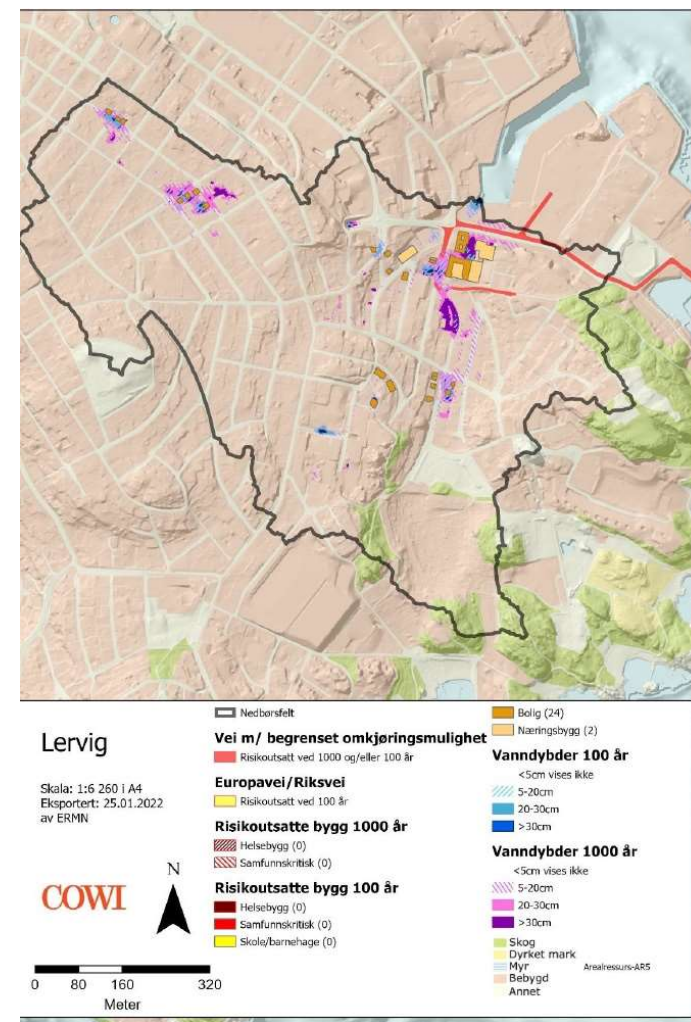 Lervig
Skala: 1:6 260 i A4
Eksportert: 25.01.2022
av ERMN
COWI
N
0 80 160 320
Meter
Nedbørsfelt
Vei m/ begrenset omkjøringsmulighet
Risikoutsatt ved 1000 og/eller 100 år
Europavei/Riksvei
Risikoutsatt ved 100 år
Risikoutsatte bygg 1000 år
Helsebygg (0)
Samfunnskritisk (0)
Risikoutsatte bygg 100 år
Helsebygg (0)
Samfunnskritisk (0)
Skole/barnehage (0)
Bolig (24)
Næringsbygg (2)
Vanndybder 100 år
<5cm vises ikke
5-20cm
20-30cm
>30cm
Vanndybder 1000 år
<5cm vises ikke
5-20cm
20-30cm
>30cm
Skog
Dyrket mark
Myr
Bebygd
Annet
Arealressurs-AR5